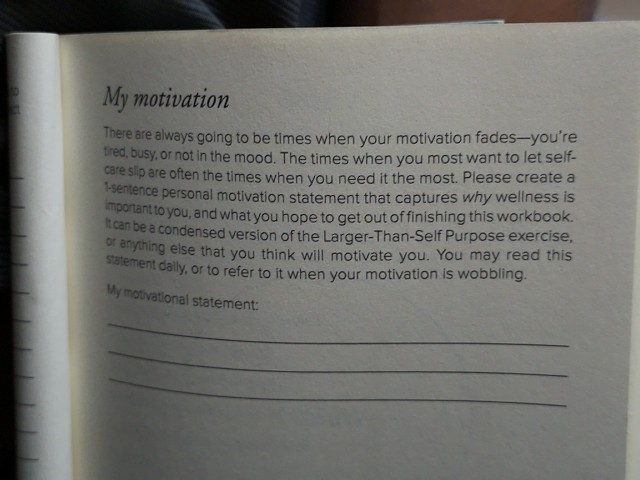 My motivation
There are always going to be times when your motivation fades—you're
tired, busy, or not in the mood. The times when you most want to let self-
care slip are often the times when you need it the most. Please create a
1-sentence personal motivation statement that captures why wellness is
important to you, and what you hope to get out of finishing this workbook.
It can be a condensed version of the Larger-Than-Self Purpose exercise,
or anything else that you think will motivate you. You may read this
statement daily, or to refer to it when your motivation is wobbling.
My motivational statement: